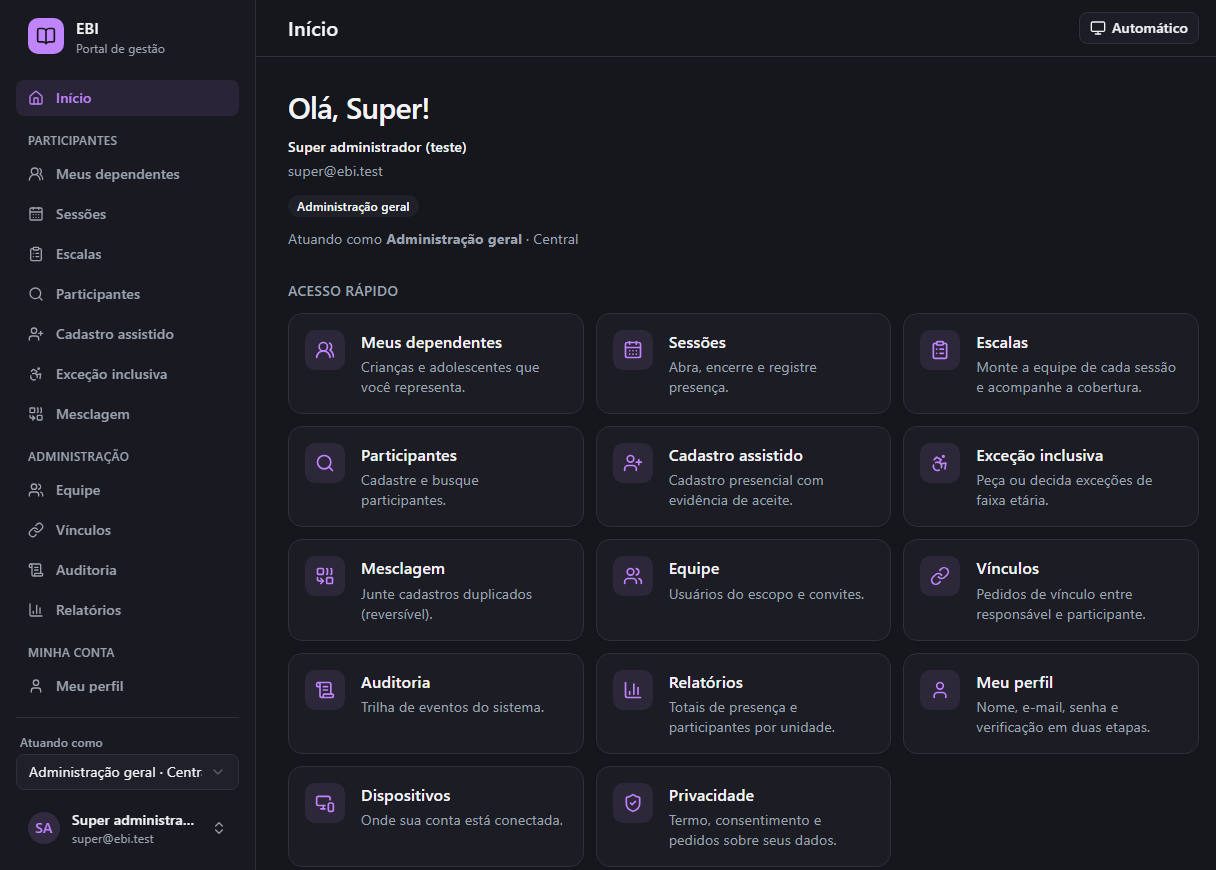 EBI
Portal de gestão
Início
PARTICIPANTES
Meus dependentes
Sessões
Escalas
Participantes
Cadastro assistido
Exceção inclusiva
Mesclagem
ADMINISTRAÇÃO
Equipe
Vínculos
Auditoria
Relatórios
MINHA CONTA
Meu perfil
Atuando como
Administração geral · Centr
SA
Super administra...
super@ebi.test
Início
Automático
Olá, Super!
Super administrador (teste)
super@ebi.test
Administração geral
Atuando como Administração geral · Central
ACESSO RÁPIDO
Meus dependentes
Crianças e adolescentes que
você representa.
Sessões
Abra, encerre e registre
presença.
Escalas
Monte a equipe de cada sessão
e acompanhe a cobertura.
Participantes
Cadastre e busque
participantes.
Cadastro assistido
Cadastro presencial com
evidência de aceite.
Exceção inclusiva
Peça ou decida exceções de
faixa etária.
Mesclagem
Junte cadastros duplicados
(reversível).
Equipe
Usuários do escopo e convites.
Vínculos
Pedidos de vínculo entre
responsável e participante.
Auditoria
Trilha de eventos do sistema.
Relatórios
Totais de presença e
participantes por unidade.
Meu perfil
Nome, e-mail, senha e
verificação em duas etapas.
Dispositivos
Onde sua conta está conectada.
Privacidade
Termo, consentimento e
pedidos sobre seus dados.